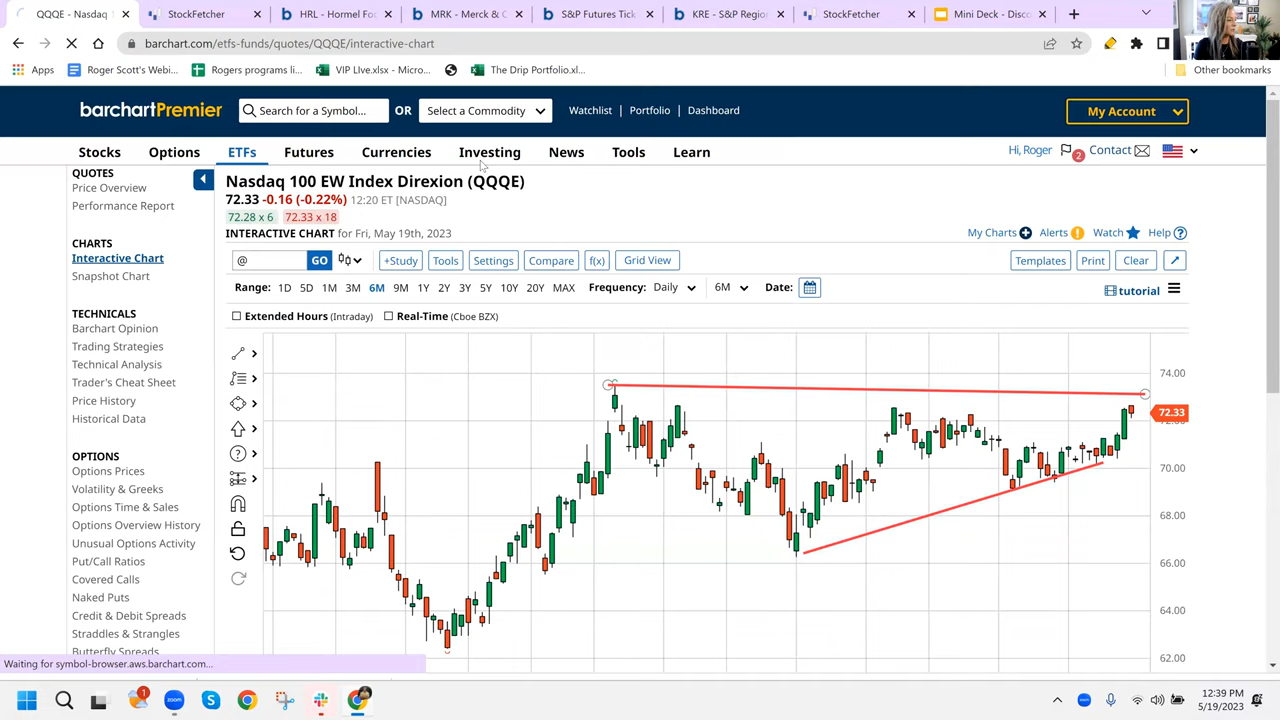 QQQE - Nasdaq 1
StockFetcher
HRL - Hormel Foo
MRK - Merck & C
S&P Futures Tick
KRE - S&P Regio
StockFetcher
Mini Deck - Disco
barchart.com/etfs-funds/quotes/QQQE/interactive-chart
Apps
Roger Scott's Webi...
Rogers programs li...
VIP LIve.xlsx - Micro...
The Drip Portfolio.xl...
Other bookmarks
barchartPremier
Search for a Symbol...
OR
Select a Commodity
Watchlist | Portfolio | Dashboard
My Account
Stocks Options ETFs Futures Currencies Investing News Tools Learn
Hi, Roger 2 Contact
QUOTES
Price Overview
Performance Report
CHARTS
Interactive Chart
Snapshot Chart
TECHNICALS
Barchart Opinion
Trading Strategies
Technical Analysis
Trader's Cheat Sheet
Price History
Historical Data
OPTIONS
Options Prices
Volatility & Greeks
Options Time & Sales
Options Overview History
Unusual Options Activity
Put/Call Ratios
Covered Calls
Naked Puts
Credit & Debit Spreads
Straddles & Strangles
Butterfly Spreads
Nasdaq 100 EW Index Direxion (QQQE)
72.33 -0.16 (-0.22%) 12:20 ET [NASDAQ]
72.28 x 6 72.33 x 18
INTERACTIVE CHART for Fri, May 19th, 2023
My Charts Alerts Watch Help
@ GO +Study Tools Settings Compare f(x) Grid View
Templates Print Clear
Range: 1D 5D 1M 3M 6M 9M 1Y 2Y 3Y 5Y 10Y 20Y MAX Frequency: Daily 6M Date:
tutorial
Extended Hours (Intraday) Real-Time (Cboe BZX)
74.00
72.33
72.00
70.00
68.00
66.00
64.00
62.00
Waiting for symbol-browser.aws.barchart.com...
1
12:39 PM
5/19/2023